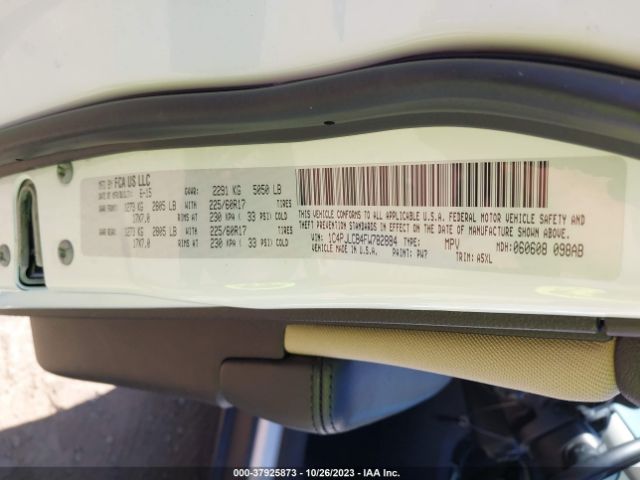 MFD BY FCA US LLC
DATE OF MFR 6-15 GVWR: 2291 KG 5050 LB
GAWR FRONT: 1273 KG 2805 LB WITH 225/60R17 TIRES
17X7.0 RIMS AT 230 KPA ( 33 PSI) COLD
GAWR REAR: 1273 KG 2805 LB WITH 225/60R17 TIRES
17X7.0 RIMS AT 230 KPA ( 33 PSI) COLD
THIS VEHICLE CONFORMS TO ALL APPLICABLE U.S.A. FEDERAL MOTOR VEHICLE SAFETY AND
THEFT PREVENTION STANDARDS IN EFFECT ON THE DATE OF MANUFACTURE SHOWN ABOVE.
VIN: 1C4PJLCB4FW782884 TYPE: MPV MDH: 060608 098AB
VEHICLE MADE IN U.S.A. PAINT: PW7 TRIM: A5XL
000-37925873 - 10/26/2023 - IAA Inc.